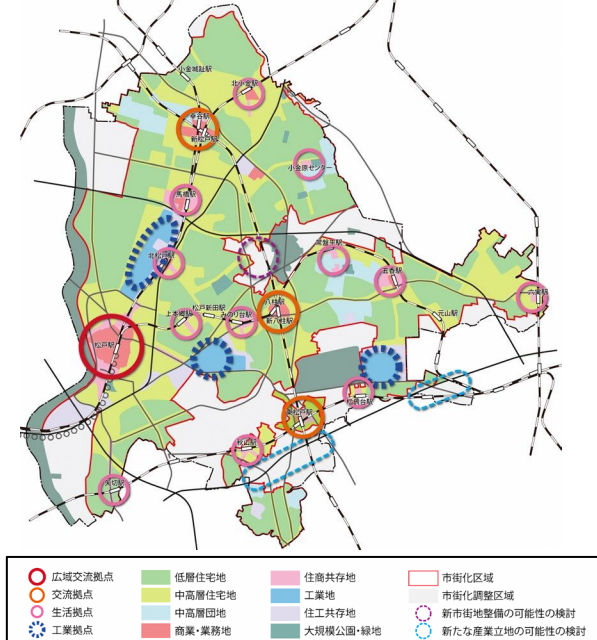 小金城趾駅
北小金駅
幸谷駅
新松戸駅
小金原センター
馬橋駅
北松戸駅
常盤平駅
五香駅
六実駅
元山駅
八柱駅
新八柱駅
松戸新田駅
みのり台駅
上本郷駅
松戸駅
東松戸駅
松飛台駅
秋山駅
矢切駅
広域交流拠点
交流拠点
生活拠点
工業拠点
低層住宅地
中高層住宅地
中高層団地
商業・業務地
住商共存地
工業地
住工共存地
大規模公園・緑地
市街化区域
市街化調整区域
新市街地整備の可能性の検討
新たな産業立地の可能性の検討